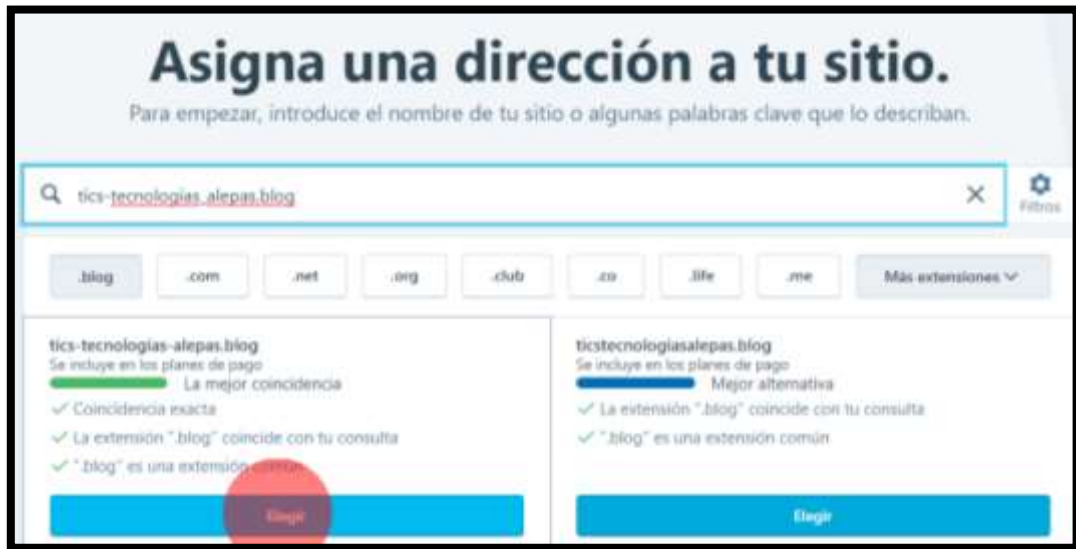 Asigna una dirección a tu sitio.
Para empezar, introduce el nombre de tu sitio o algunas palabras clave que lo describan.
tics-tecnologías_alepas.blog
Filtros
.blog .com .net .org .club .co .life .me Más extensiones
tics-tecnologias-alepas.blog
Se incluye en los planes de pago
La mejor coincidencia
Coincidencia exacta
La extensión ".blog" coincide con tu consulta
".blog" es una extensión común
Elegir
ticstecnologiasalepas.blog
Se incluye en los planes de pago
Mejor alternativa
La extensión ".blog" coincide con tu consulta
".blog" es una extensión común
Elegir